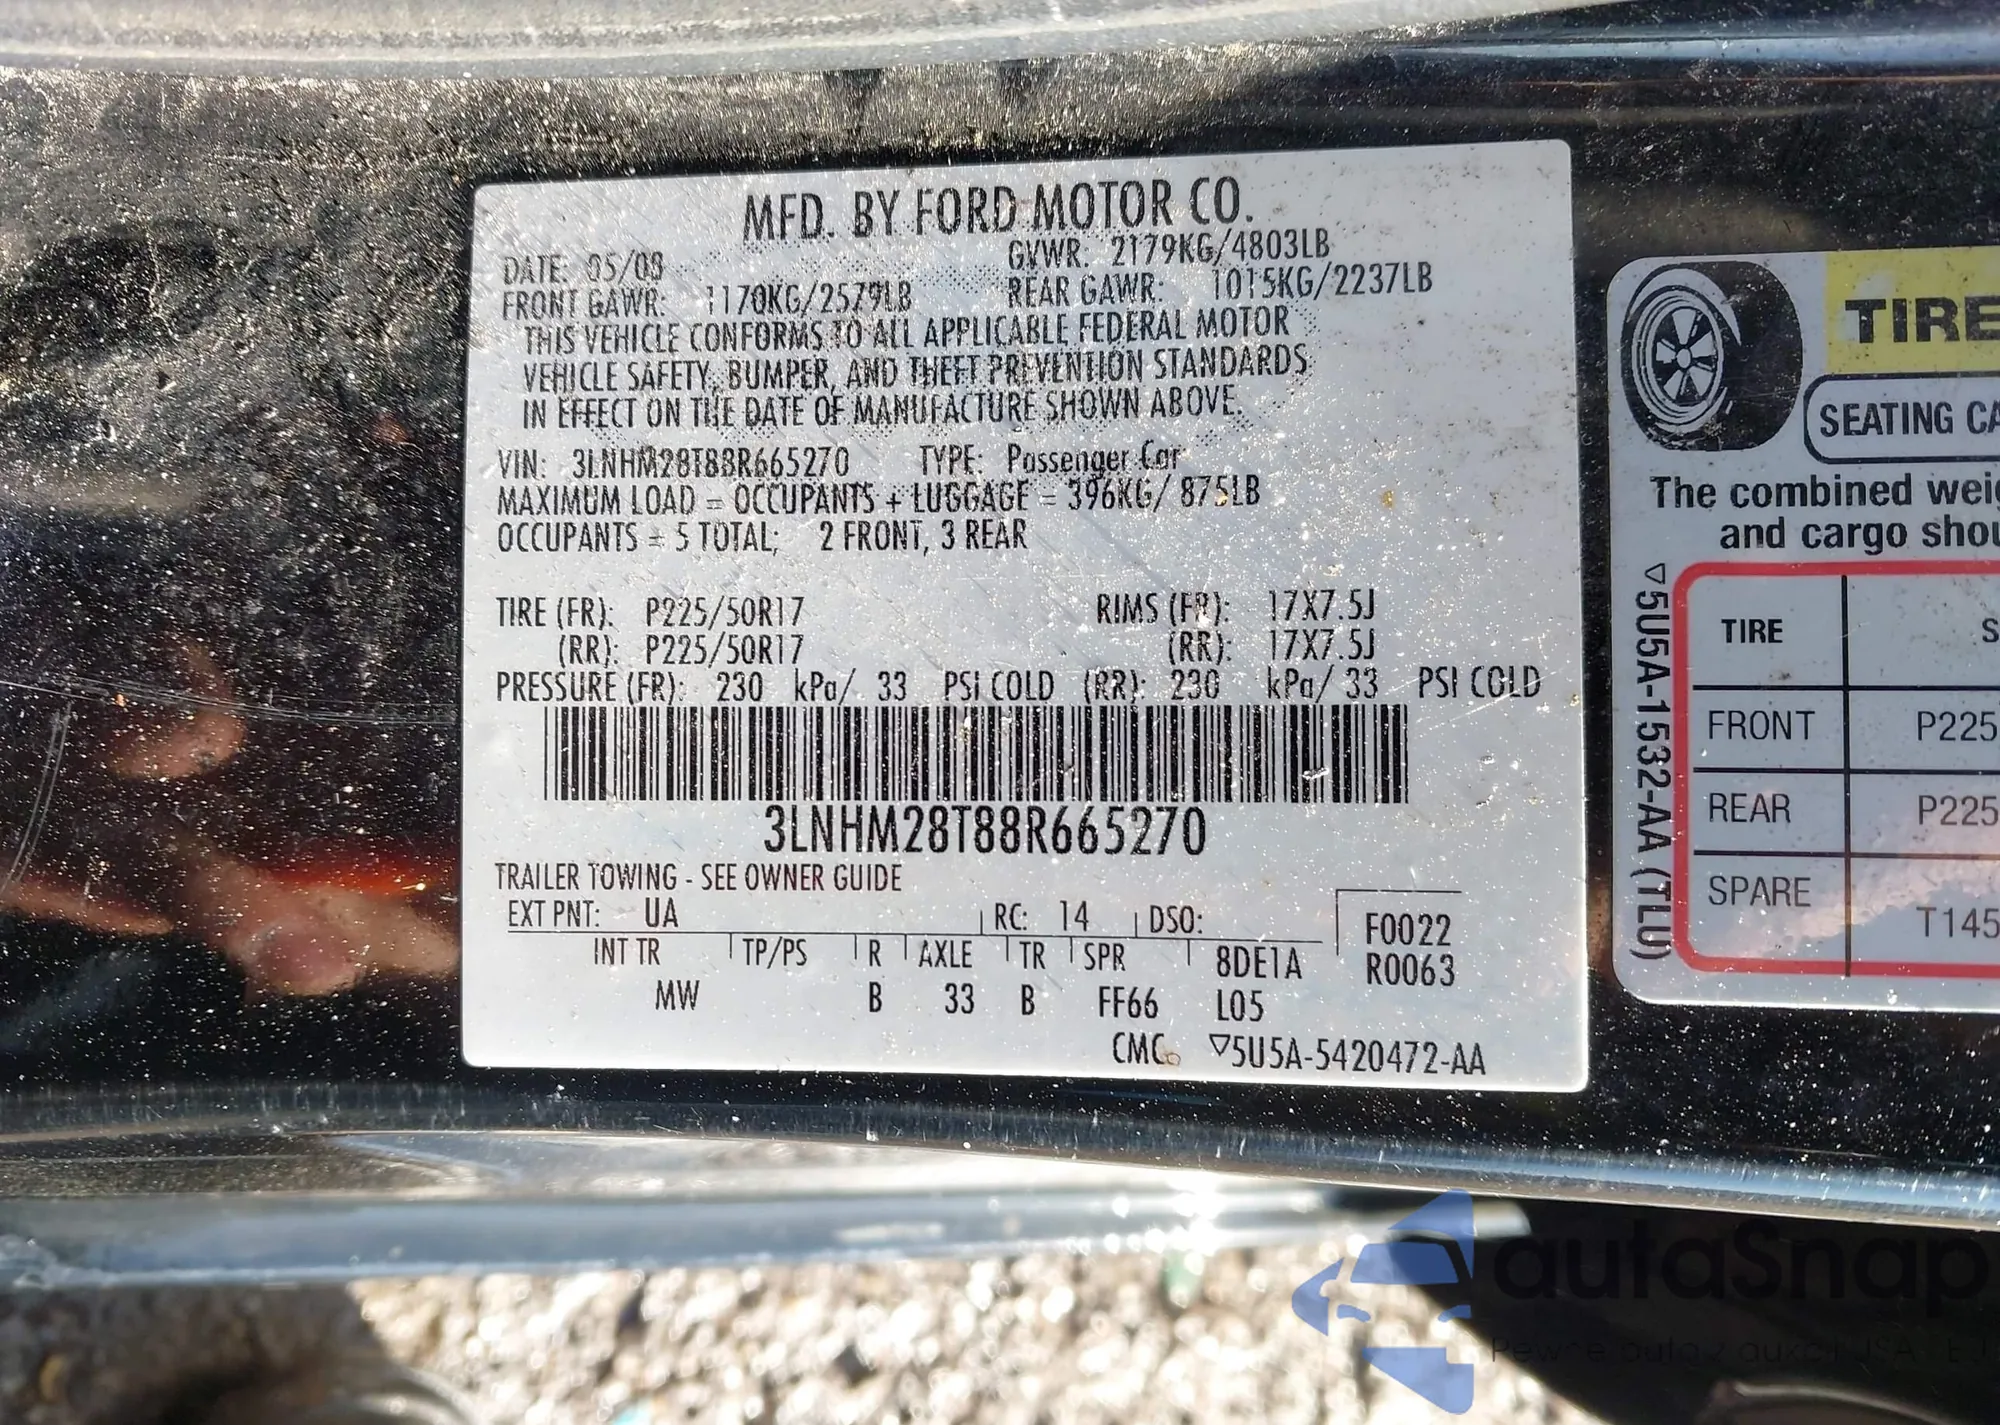 MFD. BY FORD MOTOR CO.
DATE: 05/08 GVWR: 2179KG/4803LB
FRONT GAWR: 1170KG/2579LB REAR GAWR: 1015KG/2237LB
THIS VEHICLE CONFORMS TO ALL APPLICABLE FEDERAL MOTOR
VEHICLE SAFETY, BUMPER, AND THEFT PREVENTION STANDARDS
IN EFFECT ON THE DATE OF MANUFACTURE SHOWN ABOVE.
VIN: 3LNHM28T88R665270 TYPE: Passenger Car
MAXIMUM LOAD = OCCUPANTS + LUGGAGE = 396KG/ 875LB
OCCUPANTS = 5 TOTAL; 2 FRONT, 3 REAR
TIRE (FR): P225/50R17 RIMS (FR): 17X7.5J
(RR): P225/50R17 (RR): 17X7.5J
PRESSURE (FR): 230 kPa/ 33 PSI COLD (RR): 230 kPa/ 33 PSI COLD
3LNHM28T88R665270
TRAILER TOWING - SEE OWNER GUIDE
EXT PNT: UA RC: 14 DSO: F0022
INT TR TP/PS R AXLE TR SPR 8DE1A R0063
MW B 33 B FF66 L05
CMC ▽5U5A-5420472-AA
TIRE
SEATING CA
The combined weig
and cargo shou
▽5U5A-1532-AA (TLU)
TIRE S
FRONT P225
REAR P225
SPARE T145
autoSnap